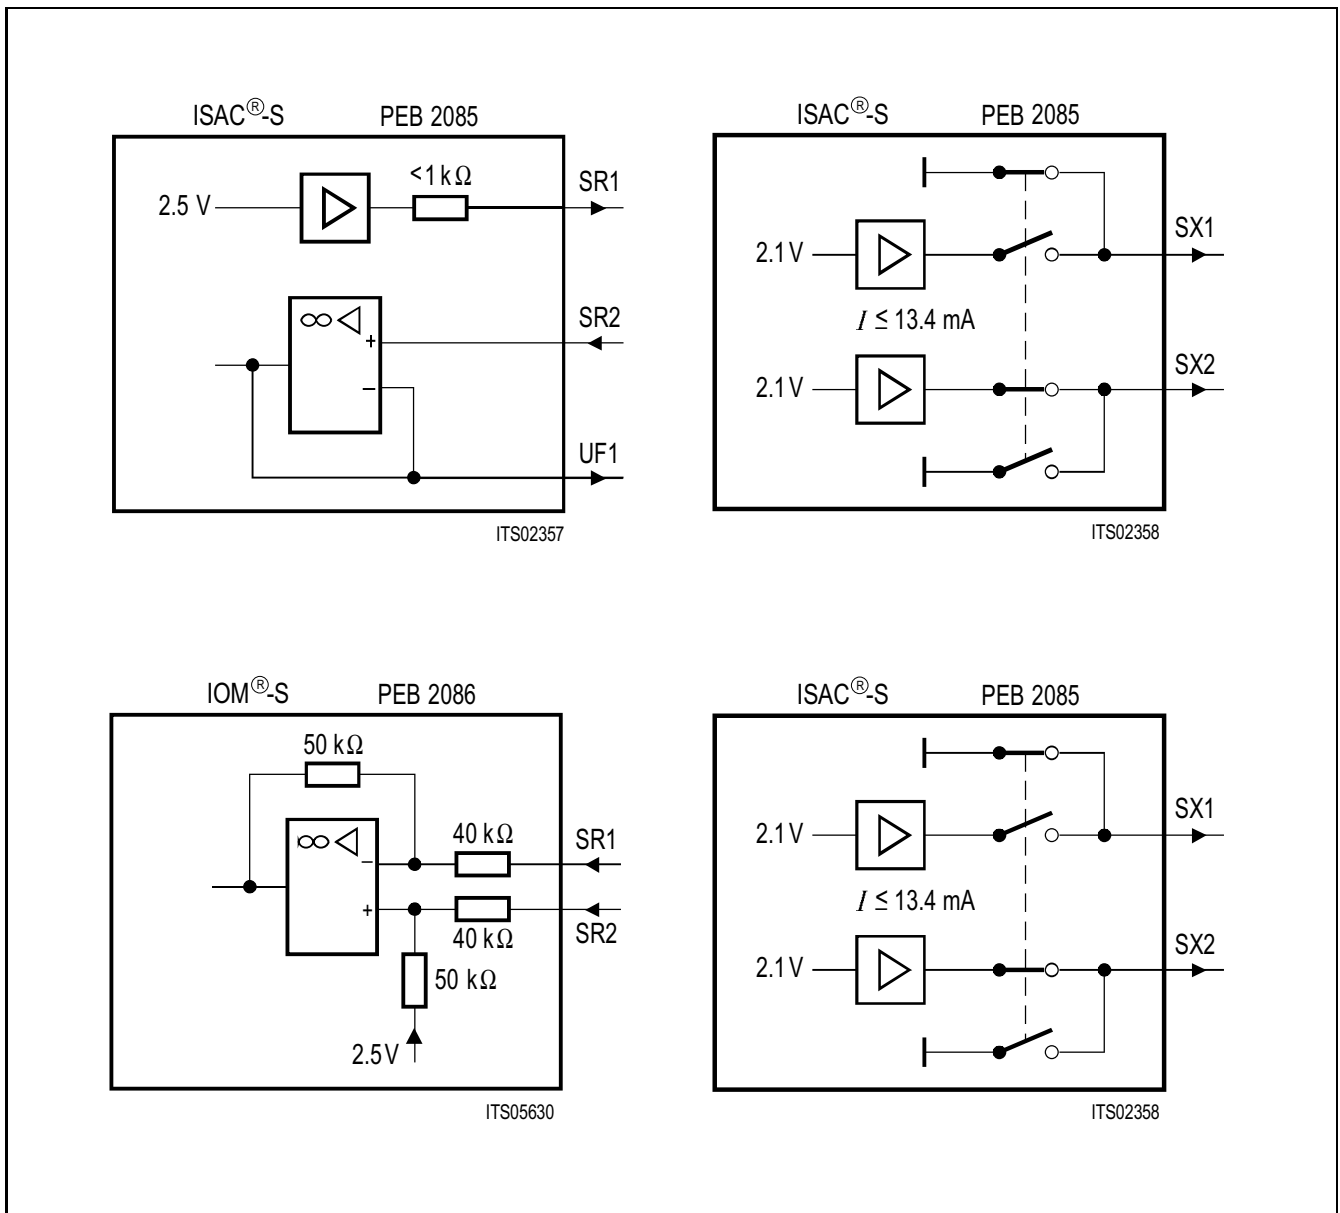 ISAC®-S PEB 2085
2.5 V
<1 kΩ
SR1
∞
+
SR2
–
UF1
ITS02357
ISAC®-S PEB 2085
2.1 V
SX1
I ≤ 13.4 mA
2.1 V
SX2
ITS02358
IOM®-S PEB 2086
50 kΩ
∞
–
40 kΩ
SR1
+
40 kΩ
SR2
50 kΩ
2.5 V
ITS05630
ISAC®-S PEB 2085
2.1 V
SX1
I ≤ 13.4 mA
2.1 V
SX2
ITS02358